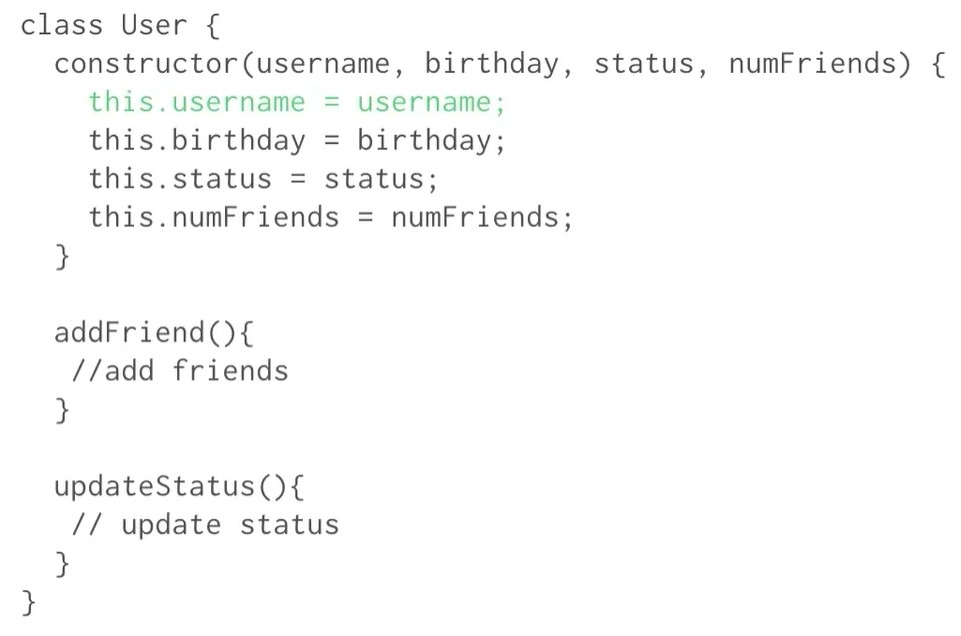 class User {
  constructor(username, birthday, status, numFriends) {
    this.username = username;
    this.birthday = birthday;
    this.status = status;
    this.numFriends = numFriends;
  }

  addFriend(){
   //add friends
  }

  updateStatus(){
   // update status
  }
}